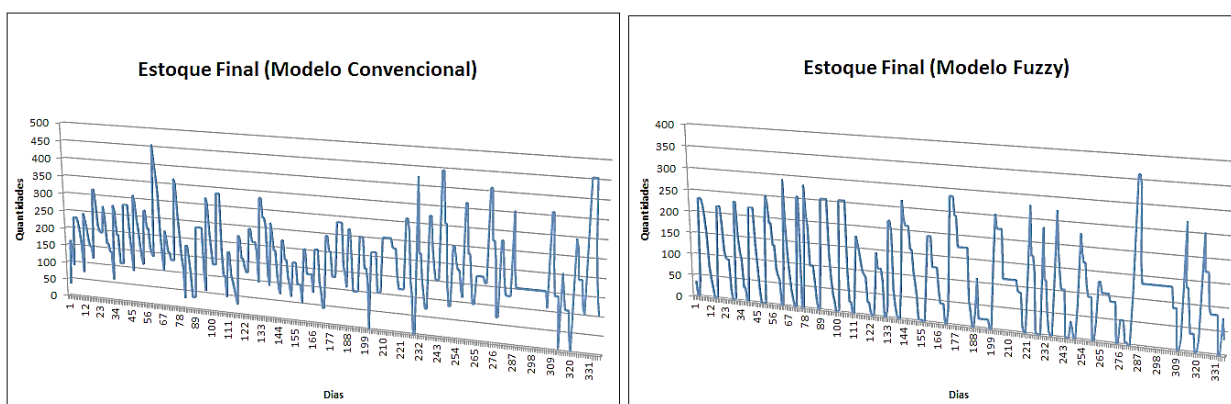 Estoque Final (Modelo Convencional)
Quantidades
500
450
400
350
300
250
200
150
100
50
0
1 12 23 34 45 56 67 78 89 100 111 122 133 144 155 166 177 188 199 210 221 232 243 254 265 276 287 298 309 320 331
Dias
Estoque Final (Modelo Fuzzy)
Quantidades
400
350
300
250
200
150
100
50
0
1 12 23 34 45 56 67 78 89 100 111 122 133 144 155 166 177 188 199 210 221 232 243 254 265 276 287 298 309 320 331
Dias